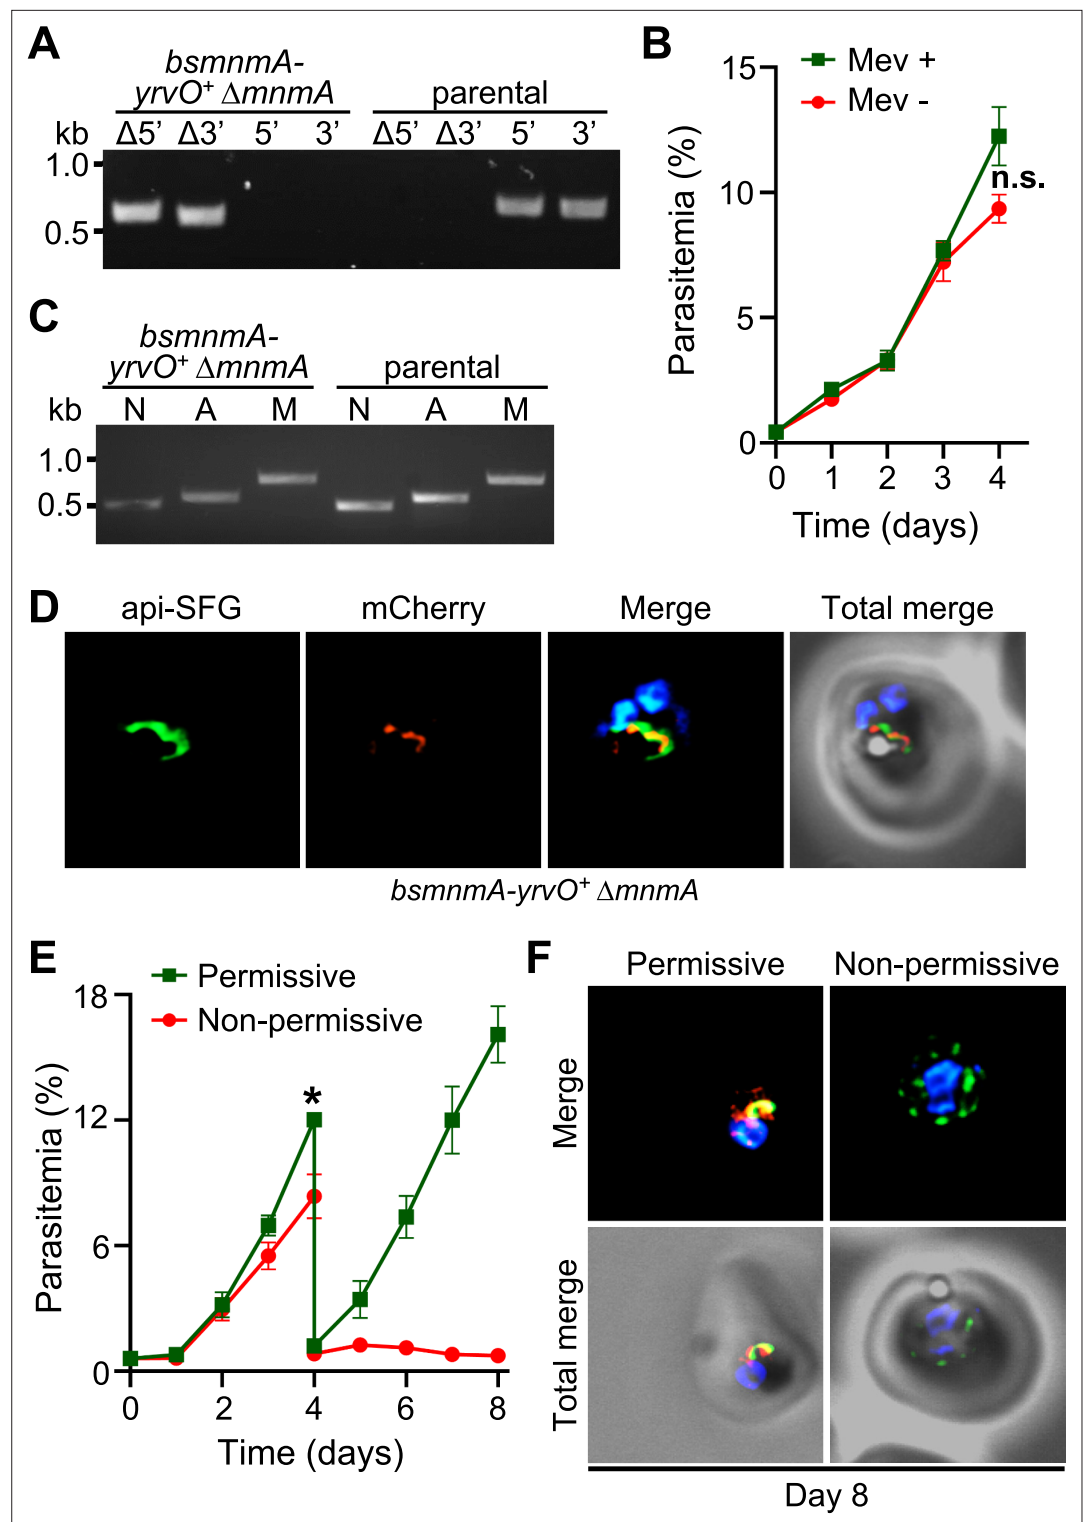 A
bsmnmA-
yrvO+ ΔmnmA
parental
kb Δ5’ Δ3’ 5’ 3’ Δ5’ Δ3’ 5’ 3’
1.0
0.5
B
Mev +
Mev -
15
10
5
0
n.s.
Parasitemia (%)
0 1 2 3 4
Time (days)
C
bsmnmA-
yrvO+ ΔmnmA
parental
kb N A M N A M
1.0
0.5
D
api-SFG mCherry Merge Total merge
bsmnmA-yrvO+ ΔmnmA
E
Permissive
Non-permissive
18
12
6
0
*
Parasitemia (%)
0 2 4 6 8
Time (days)
F
Permissive Non-permissive
Merge
Total merge
Day 8